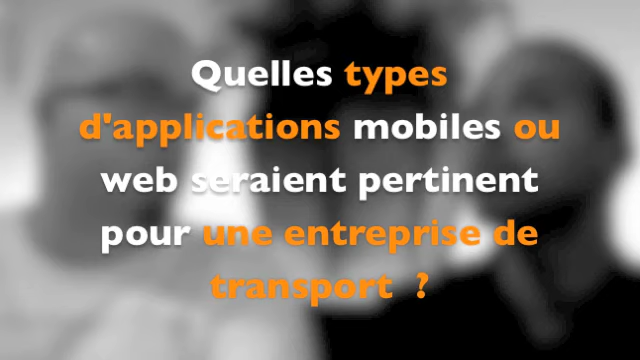 Quelles types
d'applications mobiles ou
web seraient pertinent
pour une entreprise de
transport ?